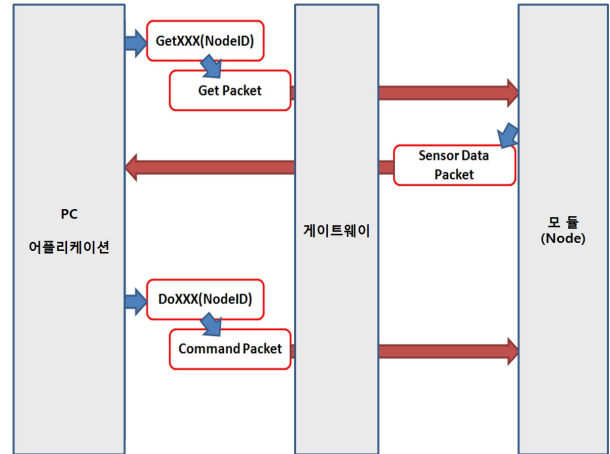 GetXXX(NodeID)
Get Packet
Sensor Data
Packet
PC
어플리케이션
게이트웨이
모 듈
(Node)
DoXXX(NodeID)
Command Packet